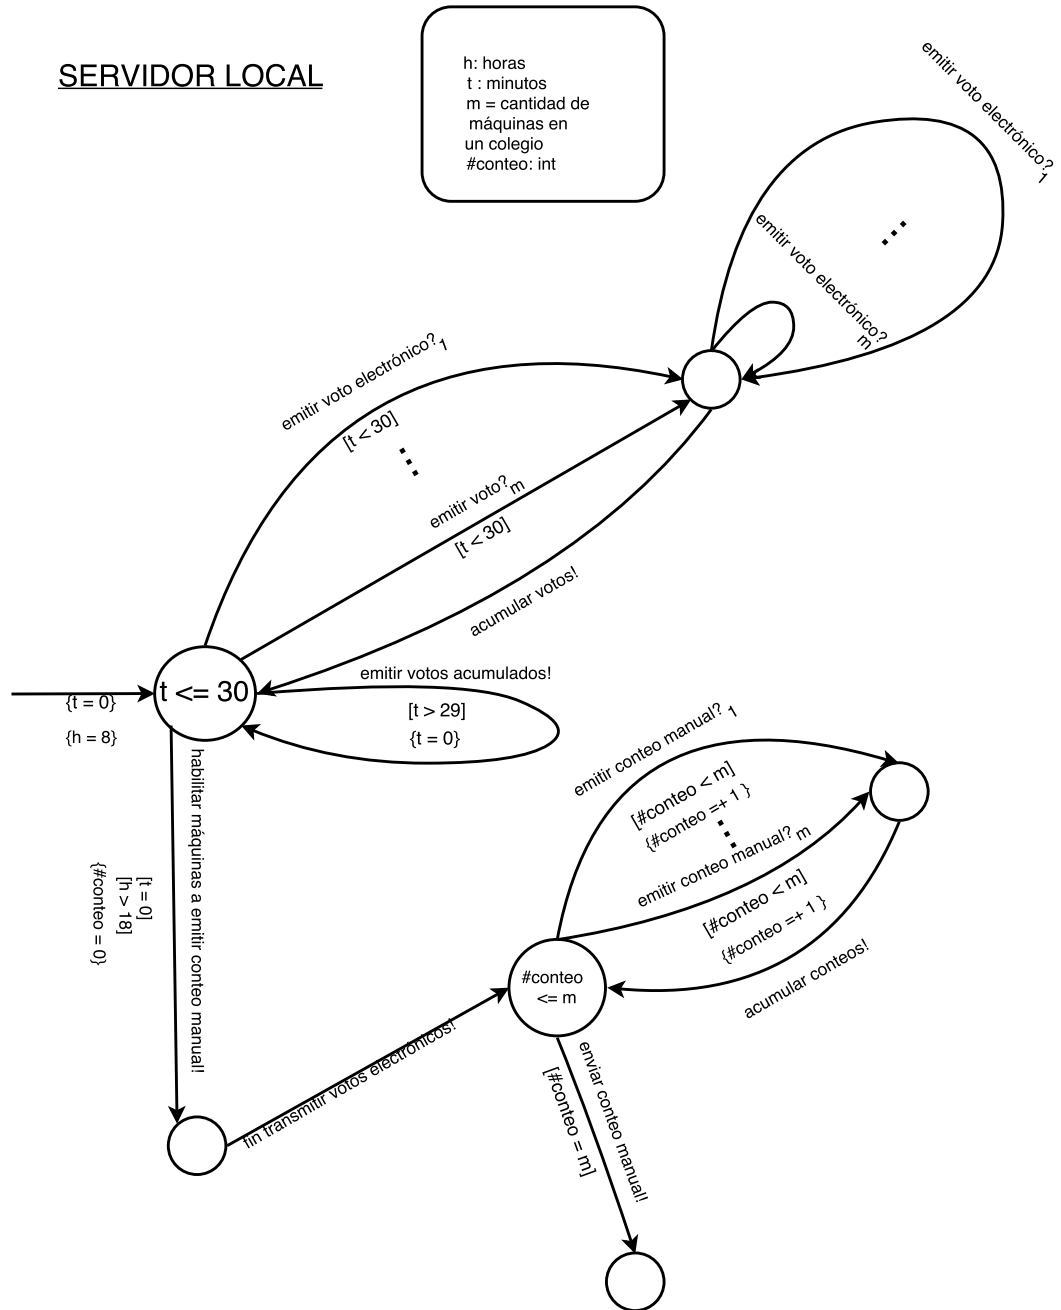 SERVIDOR LOCAL
h: horas
t : minutos
m = cantidad de
máquinas en
un colegio
#conteo: int
emitir voto electrónico?
1
emitir voto electrónico?
m
emitir voto electrónico?
1
[t < 30]
emitir voto?
m
[t < 30]
acumular votos!
t <= 30
{t = 0}
{h = 8}
emitir votos acumulados!
[t > 29]
{t = 0}
habilitar máquinas a emitir conteo manual!
[t = 0]
[h > 18]
{#conteo = 0}
emitir conteo manual?
1
[#conteo < m]
{#conteo =+ 1 }
emitir conteo manual?
m
[#conteo < m]
{#conteo =+ 1 }
acumular conteos!
#conteo
<= m
fin transmitir votos electrónicos!
enviar conteo manual!
[#conteo = m]